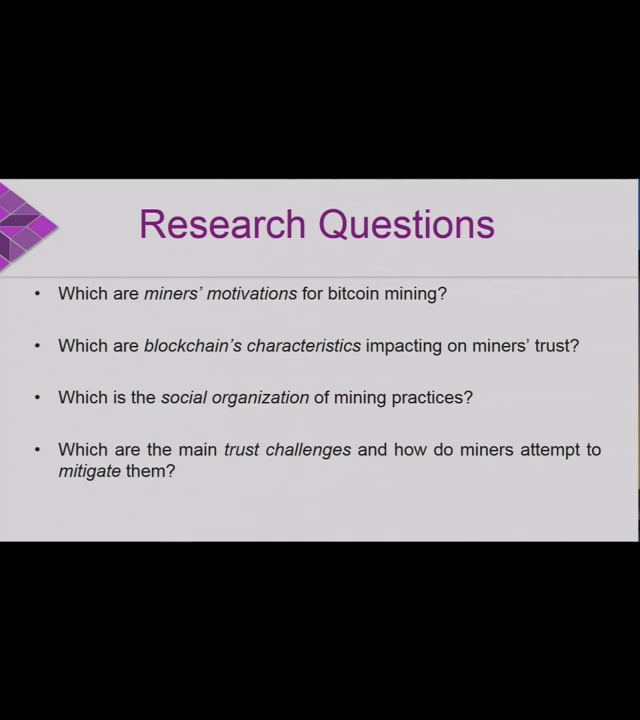 Research Questions
• Which are miners’ motivations for bitcoin mining?
• Which are blockchain’s characteristics impacting on miners’ trust?
• Which is the social organization of mining practices?
• Which are the main trust challenges and how do miners attempt to
mitigate them?